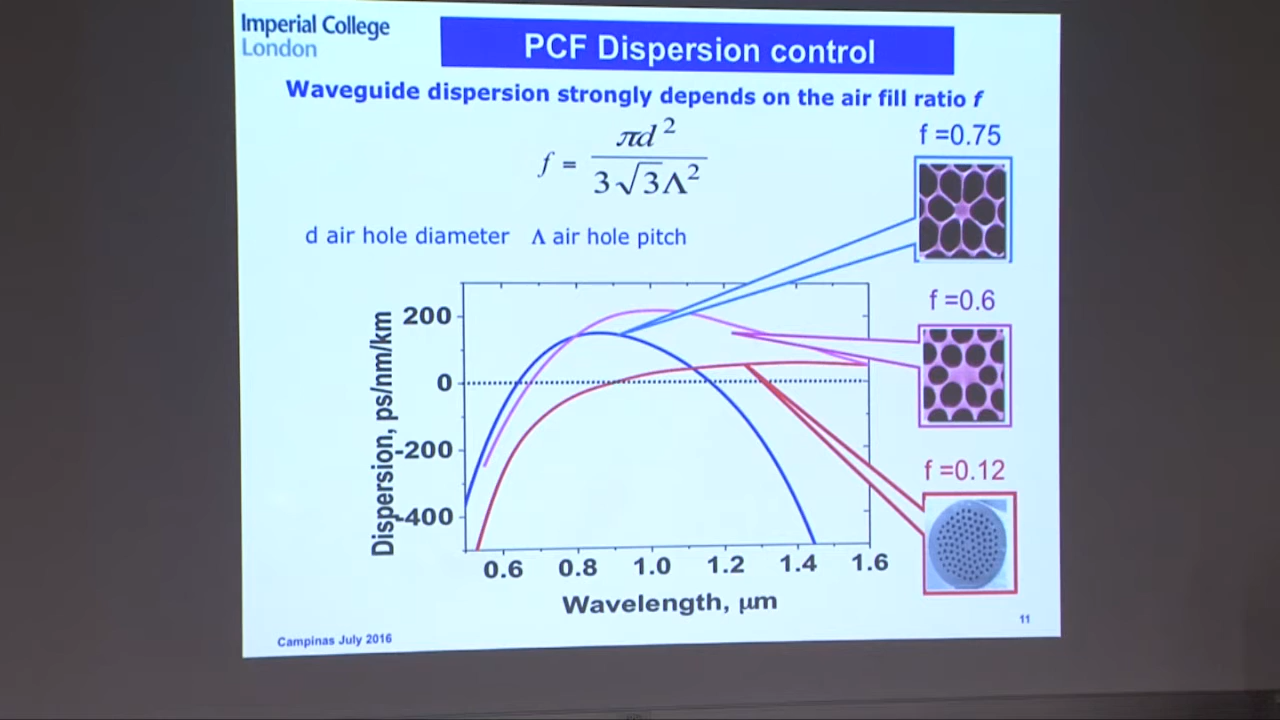 Imperial College
London
PCF Dispersion control
Waveguide dispersion strongly depends on the air fill ratio f
f = πd² / 3√3Λ²
d air hole diameter Λ air hole pitch
f =0.75
f =0.6
f =0.12
Dispersion, ps/nm/km
200
0
-200
-400
0.6 0.8 1.0 1.2 1.4 1.6
Wavelength, μm
Campinas July 2016
11